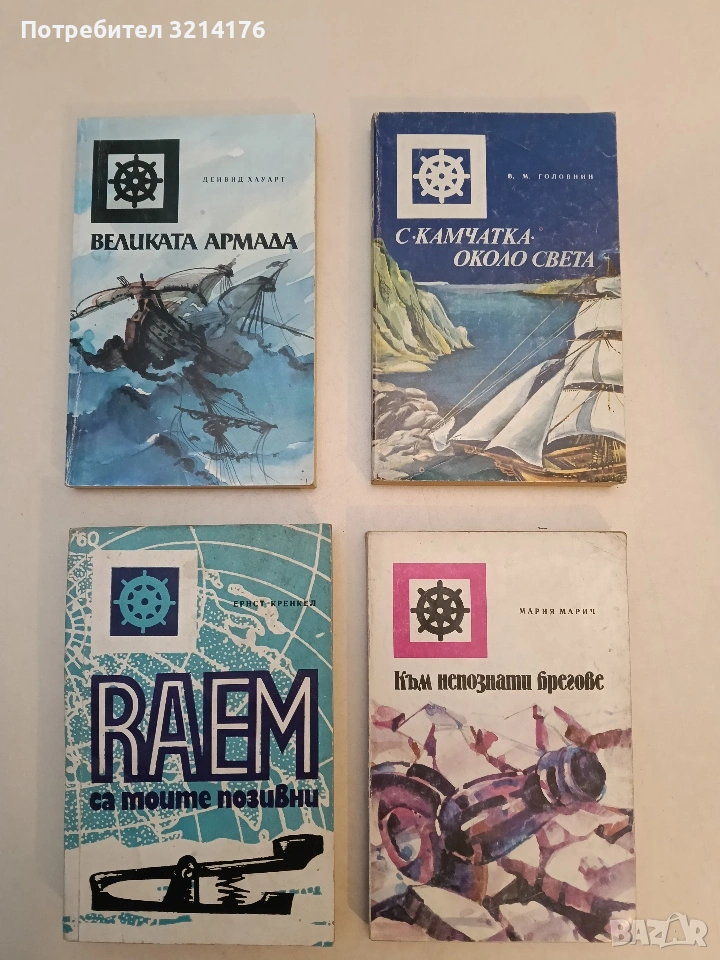 Потребител 3214176
ДЕЙВИД ХАУАРТ
ВЕЛИКАТА АРМАДА
В. М. ГОЛОВНИН
С·КАМЧАТКА·
ОКОЛО СВЕТА
60
ЕРНСТ КРЕНКЕЛ
RAEM
са моите позивни
МАРИЯ МАРИЧ
Към непознати брегове
BAZAR